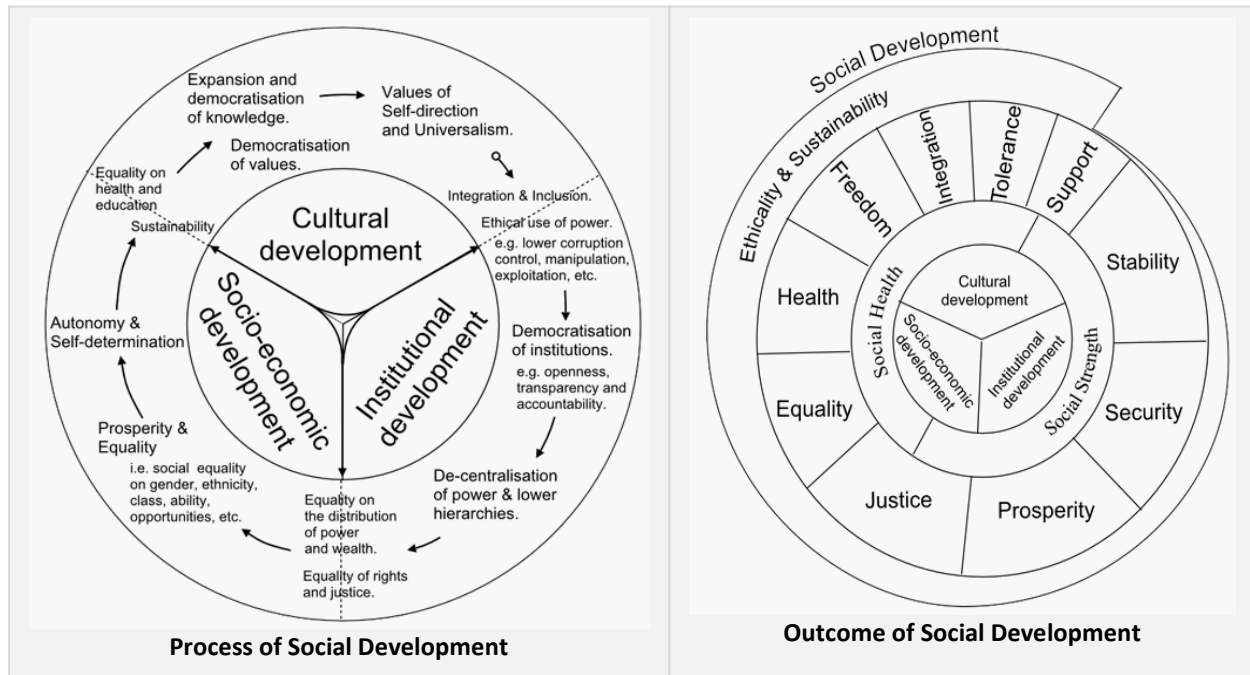 Expansion and
democratisation
of knowledge.
Values of
Self-direction
and Universalism.
Democratisation
of values.
Equality on
health and
education
Integration & Inclusion.
Sustainability
Ethical use of power.
e.g. lower corruption
control, manipulation,
exploitation, etc.
Cultural
development
Socio-economic
development
Institutional
development
Democratisation
of institutions.
e.g. openness,
transparency and
accountability.
Autonomy &
Self-determination
Prosperity &
Equality
i.e. social equality
on gender, ethnicity,
class, ability,
opportunities, etc.
De-centralisation
of power & lower
hierarchies.
Equality on
the distribution
of power
and wealth.
Equality of rights
and justice.
Process of Social Development
Social Development
Ethicality & Sustainability
Freedom
Integration
Tolerance
Support
Health
Stability
Equality
Security
Justice
Prosperity
Social Health
Social Strength
Cultural
development
Socio-economic
development
Institutional
development
Outcome of Social Development